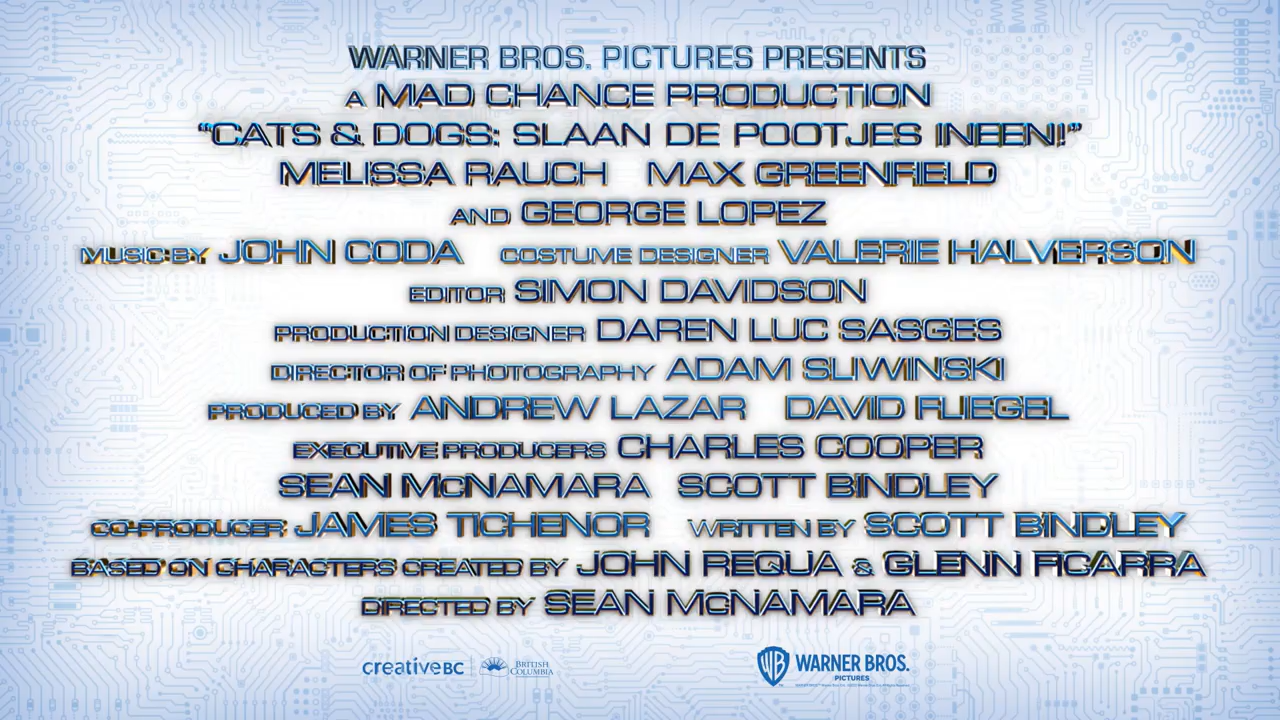 WARNER BROS. PICTURES PRESENTS
A MAD CHANCE PRODUCTION
"CATS & DOGS: SLAAN DE POOTJES INEEN!"
MELISSA RAUCH MAX GREENFIELD
AND GEORGE LOPEZ
MUSIC BY JOHN CODA COSTUME DESIGNER VALERIE HALVERSON
EDITOR SIMON DAVIDSON
PRODUCTION DESIGNER DAREN LUC SASGES
DIRECTOR OF PHOTOGRAPHY ADAM SLIWINSKI
PRODUCED BY ANDREW LAZAR DAVID FLIEGEL
EXECUTIVE PRODUCERS CHARLES COOPER
SEAN McNAMARA SCOTT BINDLEY
CO-PRODUCER JAMES TICHENOR WRITTEN BY SCOTT BINDLEY
BASED ON CHARACTERS CREATED BY JOHN REQUA & GLENN FICARRA
DIRECTED BY SEAN McNAMARA
creativeBC BRITISH COLUMBIA
WB WARNER BROS.
PICTURES